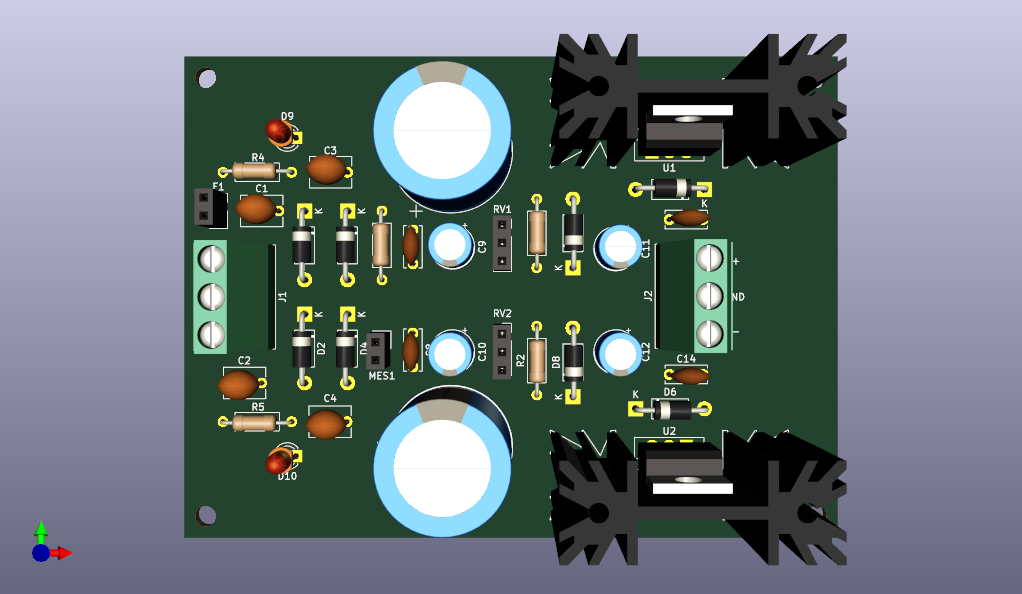 D9
R4
C3
F1
C1
U1
K
K
K
RV1
C9
C11
K
+
J1
J2
ND
-
K
K
RV2
C10
C12
D2
D4
MES1
R2
D8
K
C2
C14
R5
C4
K
D6
U2
D10